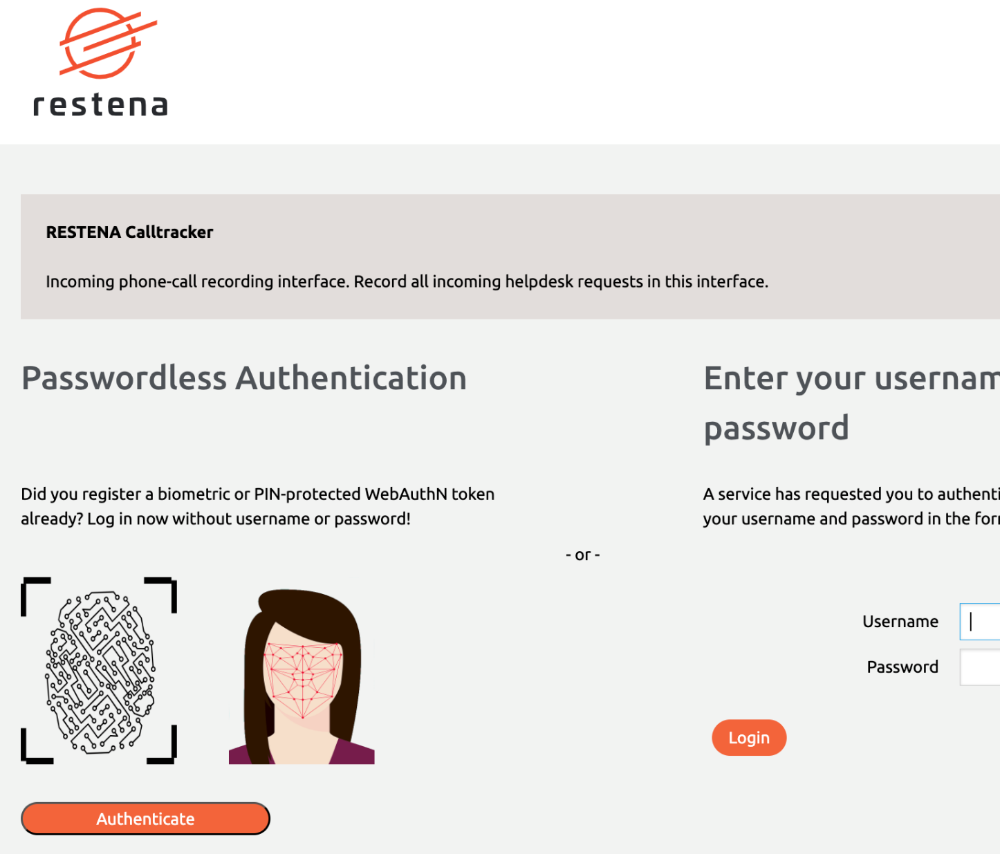 restena
RESTENA Calltracker
Incoming phone-call recording interface. Record all incoming helpdesk requests in this interface.
Passwordless Authentication
Did you register a biometric or PIN-protected WebAuthN token
already? Log in now without username or password!
Authenticate
- or -
Enter your usernam
password
A service has requested you to authenti
your username and password in the for
Username
Password
Login